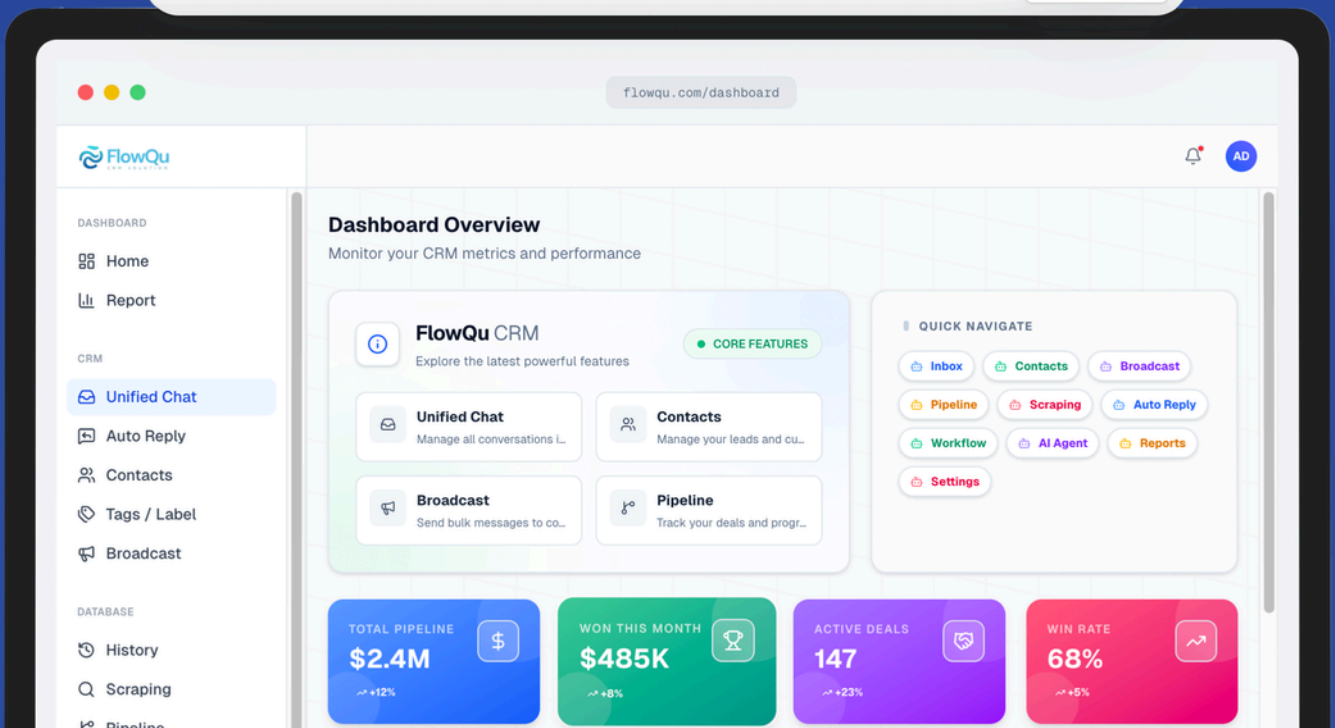 flowqu.com/dashboard
FlowQu
CRM SOLUTION
AD
DASHBOARD
Home
Report
CRM
Unified Chat
Auto Reply
Contacts
Tags / Label
Broadcast
DATABASE
History
Scraping
Pipeline
Dashboard Overview
Monitor your CRM metrics and performance
FlowQu CRM
Explore the latest powerful features
CORE FEATURES
Unified Chat
Manage all conversations i...
Contacts
Manage your leads and cu...
Broadcast
Send bulk messages to co...
Pipeline
Track your deals and progr...
QUICK NAVIGATE
Inbox
Contacts
Broadcast
Pipeline
Scraping
Auto Reply
Workflow
AI Agent
Reports
Settings
TOTAL PIPELINE
$2.4M
+12%
WON THIS MONTH
$485K
+8%
ACTIVE DEALS
147
+23%
WIN RATE
68%
+5%